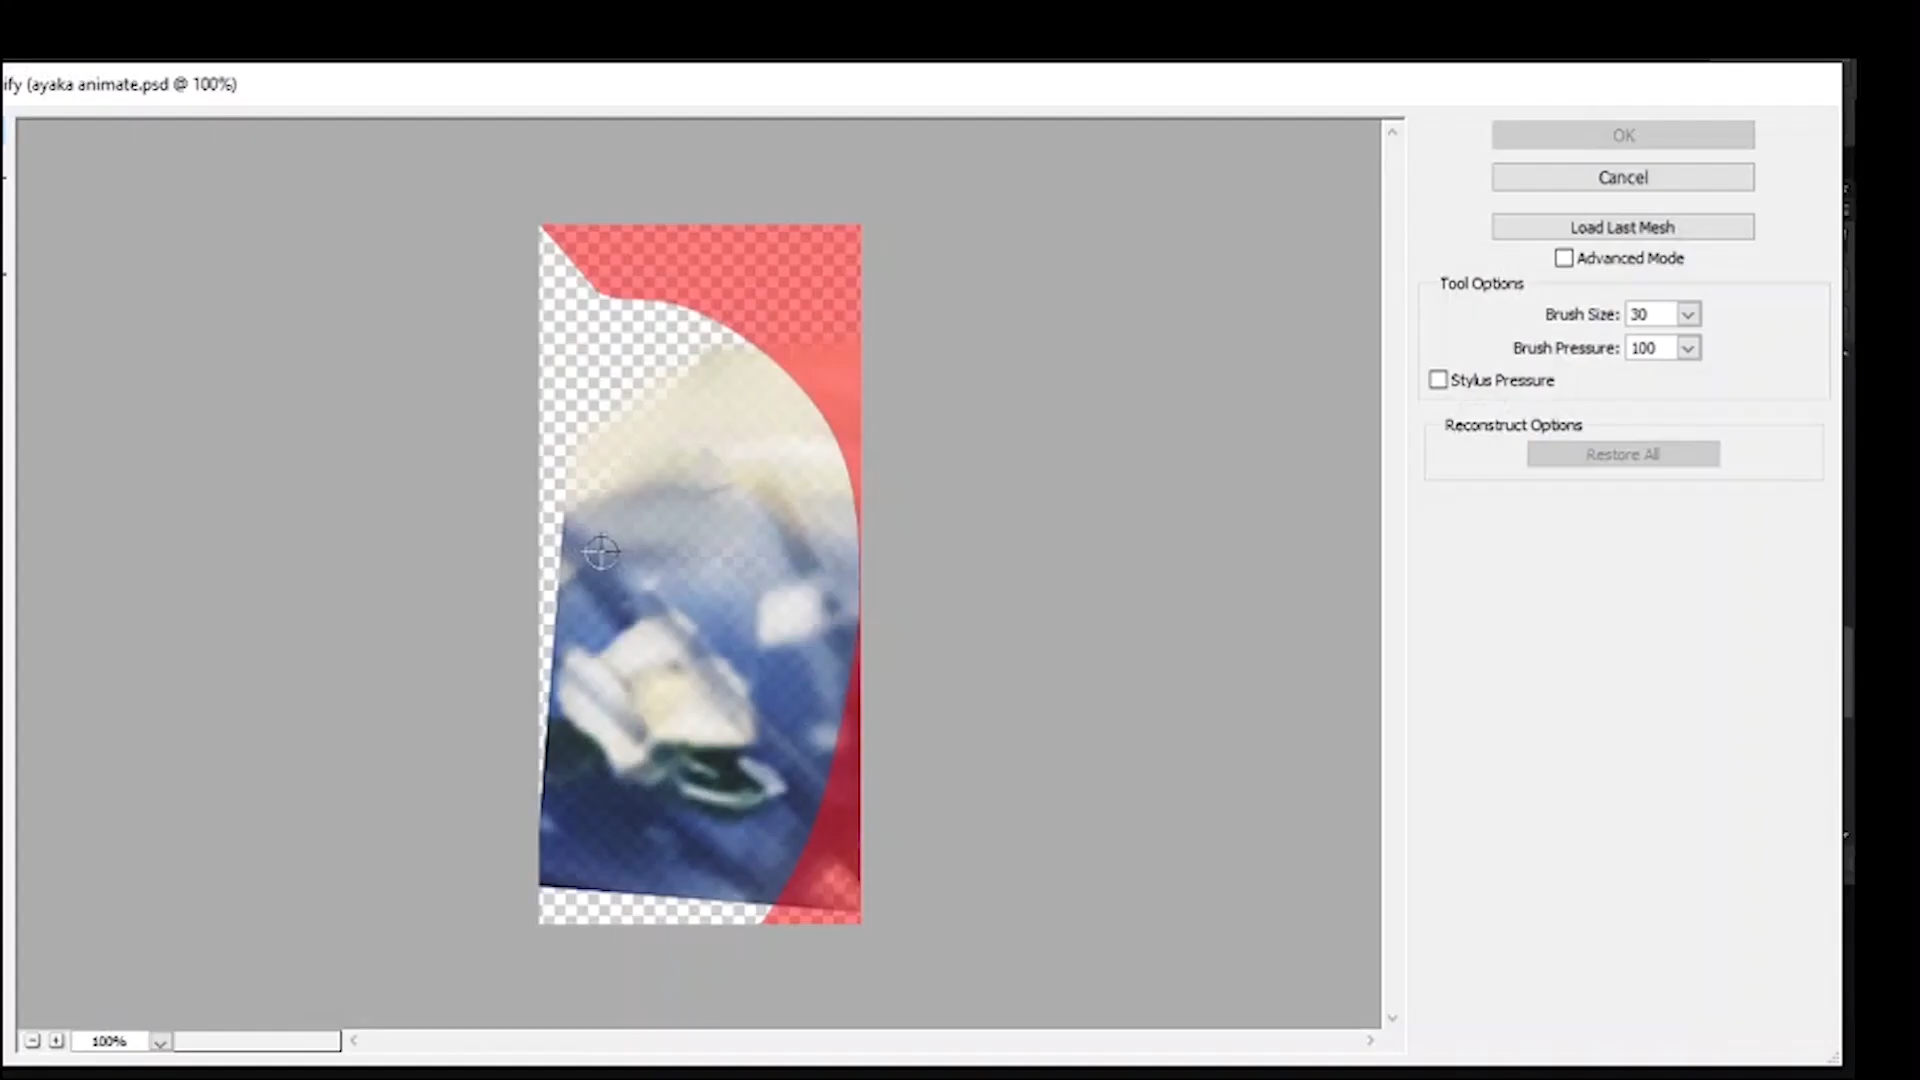 ify (ayaka animate.psd @ 100%)
OK
Cancel
Load Last Mesh
Advanced Mode
Tool Options
Brush Size: 30
Brush Pressure: 100
Stylus Pressure
Reconstruct Options
Restore All
100%